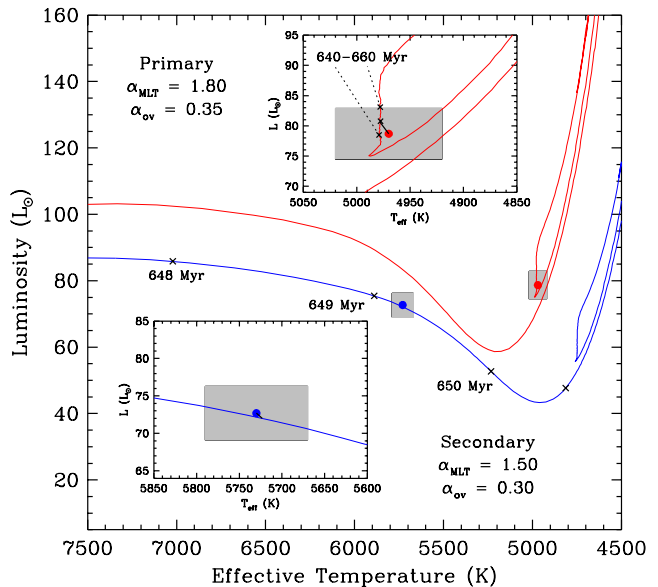 160
140
120
100
80
60
40
20
Luminosity (L⊙)
Primary
α_MLT = 1.80
α_ov = 0.35
95
90
85
80
75
70
L (L⊙)
640-660 Myr
5050 5000 4950 4900 4850
T_eff (K)
648 Myr
649 Myr
650 Myr
85
80
75
70
65
L (L⊙)
5850 5800 5750 5700 5650 5600
T_eff (K)
Secondary
α_MLT = 1.50
α_ov = 0.30
7500 7000 6500 6000 5500 5000 4500
Effective Temperature (K)